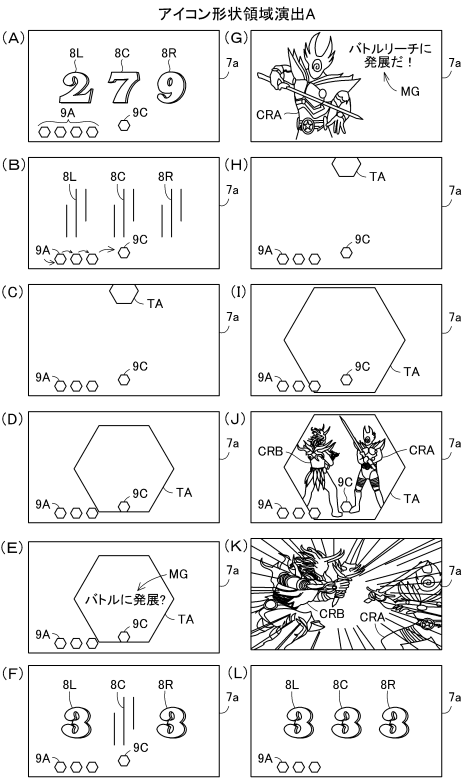 アイコン形状領域演出A
(A)
8L 8C 8R
2 7 9
9A 9C
7a
(B)
8L 8C 8R
9A 9C
7a
(C)
TA
9A 9C
7a
(D)
9A 9C TA
7a
(E)
MG
バトルに発展?
9A 9C TA
7a
(F)
8L 8C 8R
3 3
9A 9C
7a
(G)
バトルリーチに
発展だ!
MG
CRA
7a
(H)
TA
9A 9C
7a
(I)
9A 9C TA
7a
(J)
CRB CRA
9A 9C TA
7a
(K)
CRB CRA
7a
(L)
8L 8C 8R
3 3 3
9A
7a